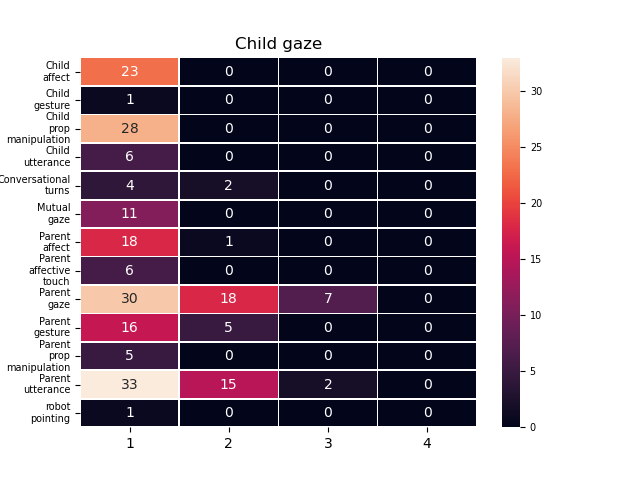 Child gaze
Child
affect
23 0 0 0
Child
gesture
1 0 0 0
Child
prop
manipulation
28 0 0 0
Child
utterance
6 0 0 0
Conversational
turns
4 2 0 0
Mutual
gaze
11 0 0 0
Parent
affect
18 1 0 0
Parent
affective
touch
6 0 0 0
Parent
gaze
30 18 7 0
Parent
gesture
16 5 0 0
Parent
prop
manipulation
5 0 0 0
Parent
utterance
33 15 2 0
robot
pointing
1 0 0 0
1 2 3 4
30
25
20
15
10
5
0